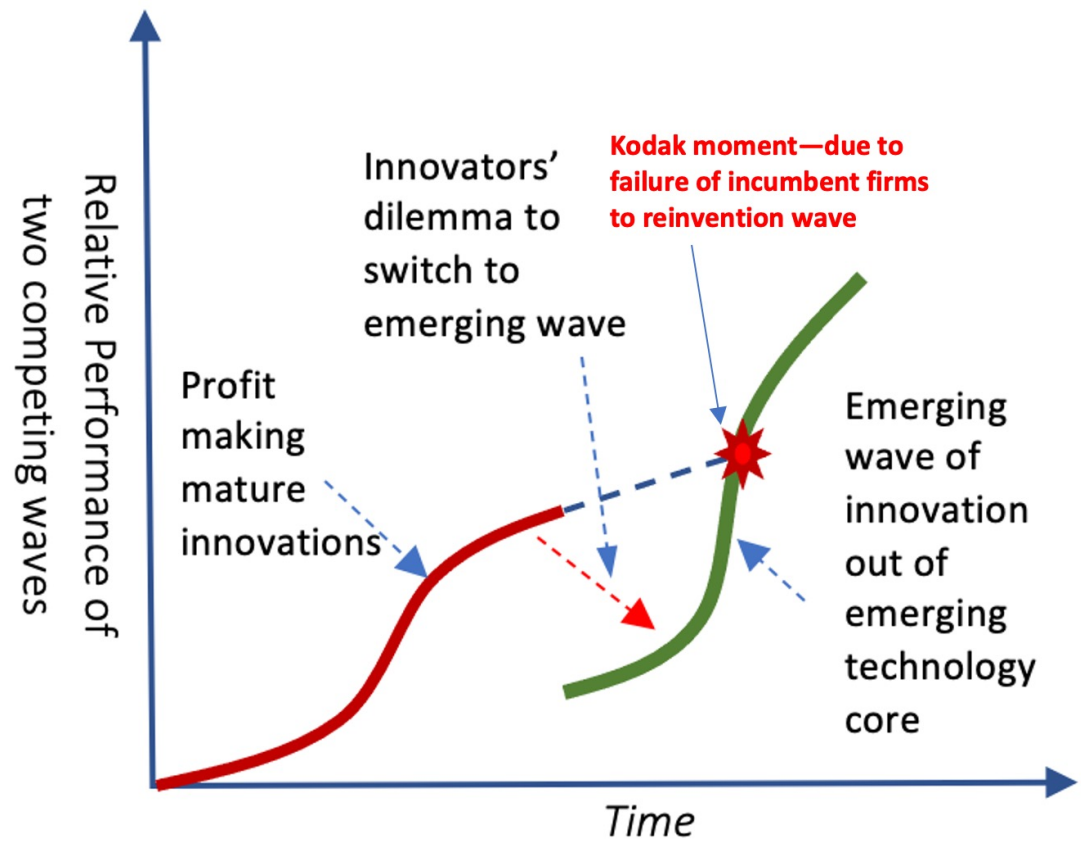 Relative Performance of
two competing waves
Profit
making
mature
innovations
Innovators’
dilemma to
switch to
emerging wave
Kodak moment—due to
failure of incumbent firms
to reinvention wave
Emerging
wave of
innovation
out of
emerging
technology
core
Time